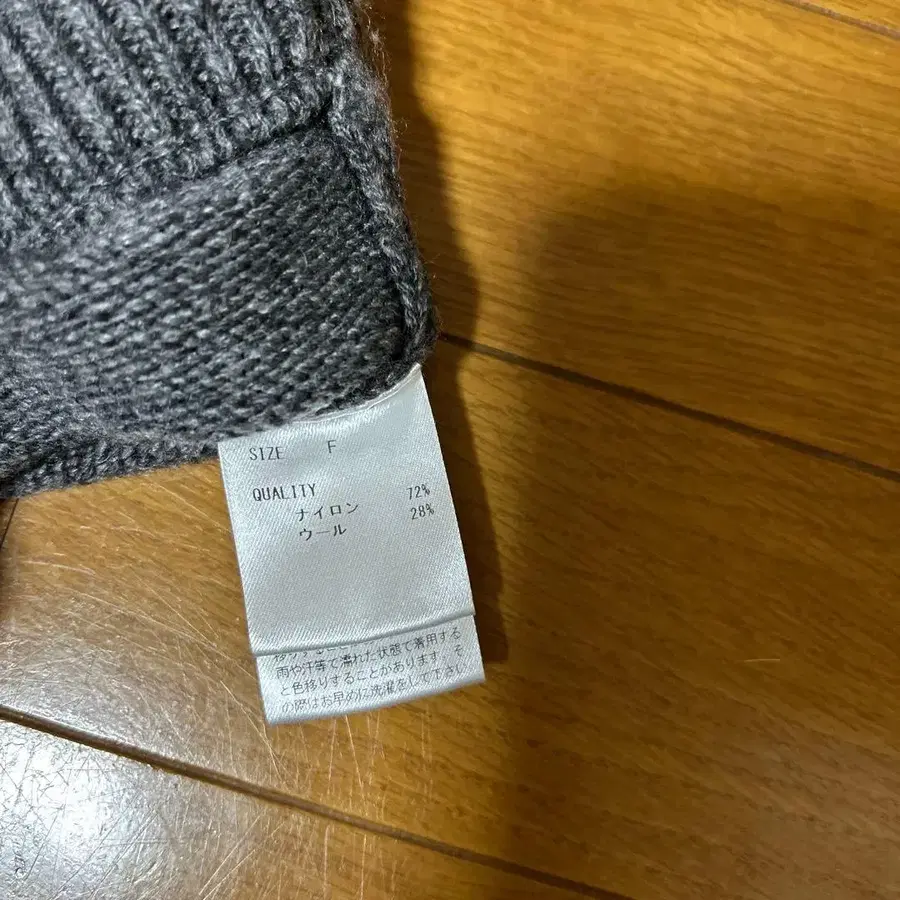 SIZE F
QUALITY
ナイロン 72%
ウール 28%
雨や汗等で濡れた状態で着用する
と色移りすることがあります。そ
の際はお早めに洗濯をして下さい